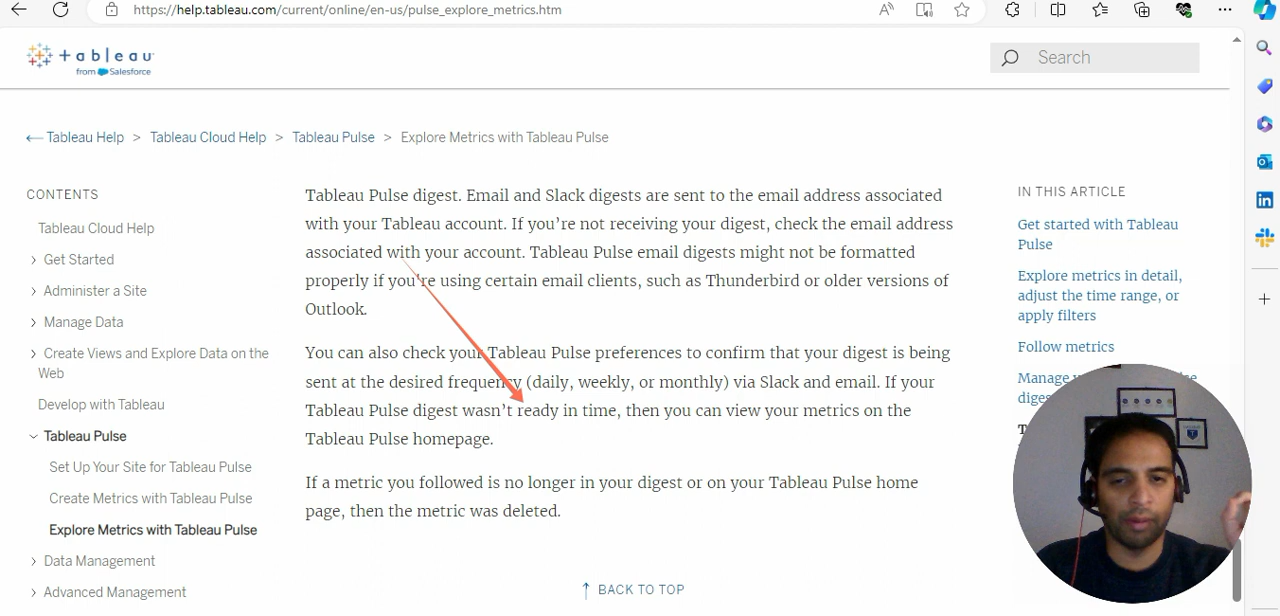 https://help.tableau.com/current/online/en-us/pulse_explore_metrics.htm
+ a b l e a u
from Salesforce
Search
Tableau Help > Tableau Cloud Help > Tableau Pulse > Explore Metrics with Tableau Pulse
CONTENTS
Tableau Cloud Help
Get Started
Administer a Site
Manage Data
Create Views and Explore Data on the
Web
Develop with Tableau
Tableau Pulse
Set Up Your Site for Tableau Pulse
Create Metrics with Tableau Pulse
Explore Metrics with Tableau Pulse
Data Management
Advanced Management
Tableau Pulse digest. Email and Slack digests are sent to the email address associated
with your Tableau account. If you’re not receiving your digest, check the email address
associated with your account. Tableau Pulse email digests might not be formatted
properly if you’re using certain email clients, such as Thunderbird or older versions of
Outlook.
You can also check your Tableau Pulse preferences to confirm that your digest is being
sent at the desired frequency (daily, weekly, or monthly) via Slack and email. If your
Tableau Pulse digest wasn’t ready in time, then you can view your metrics on the
Tableau Pulse homepage.
If a metric you followed is no longer in your digest or on your Tableau Pulse home
page, then the metric was deleted.
BACK TO TOP
IN THIS ARTICLE
Get started with Tableau
Pulse
Explore metrics in detail,
adjust the time range, or
apply filters
Follow metrics
Manage